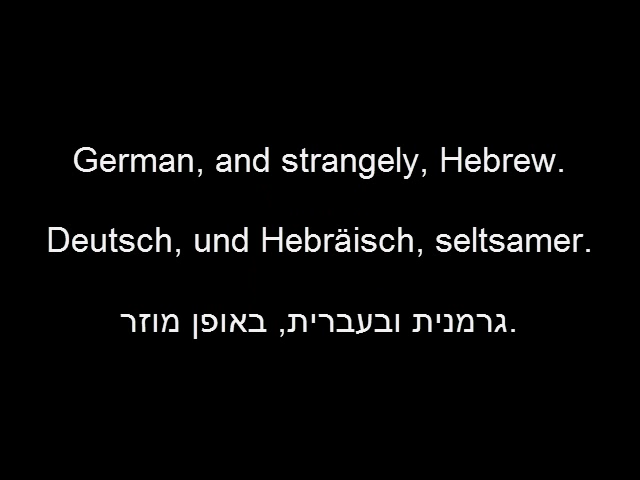 German, and strangely, Hebrew.
Deutsch, und Hebräisch, seltsamer.
גרמנית ובעברית, באופן מוזר.